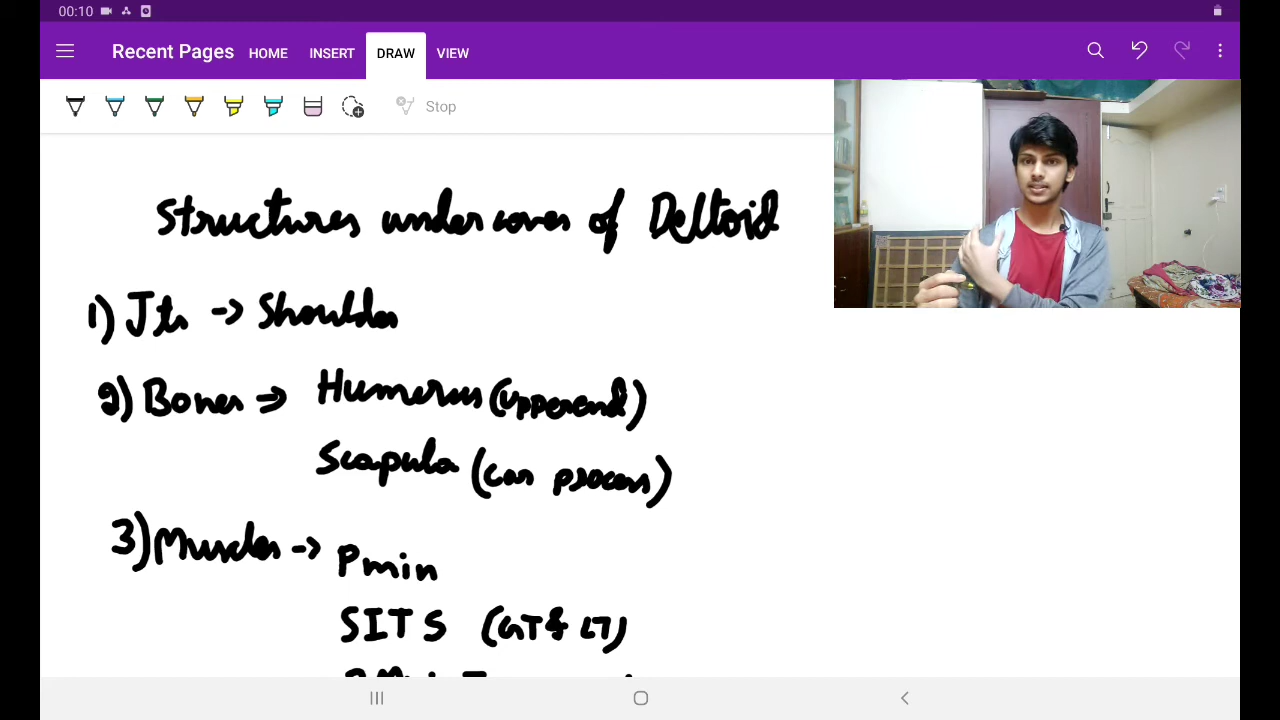 00:10
Recent Pages HOME INSERT DRAW VIEW
Stop
Structures under cover of Deltoid
1) Jts -> Shoulder
2) Bones => Humerus (upper end)
Scapula (Cor process)
3) Muscles -> Pmin
SITS (GT & LT)